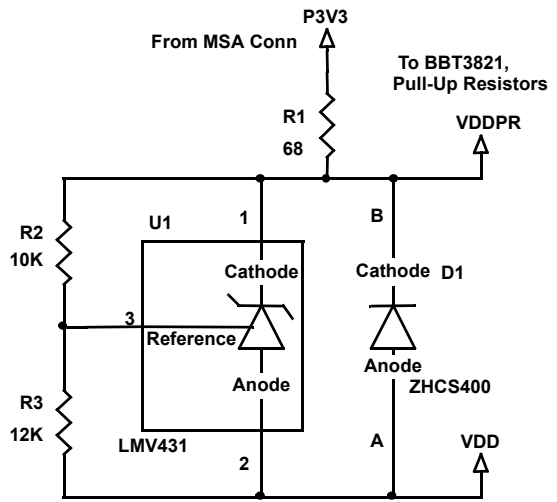 P3V3
From MSA Conn
To BBT3821,
Pull-Up Resistors
R1
68
VDDPR
R2
10K
U1
1
B
Cathode
Cathode D1
3
Reference
Anode
Anode
ZHCS400
R3
12K
LMV431
2
A
VDD